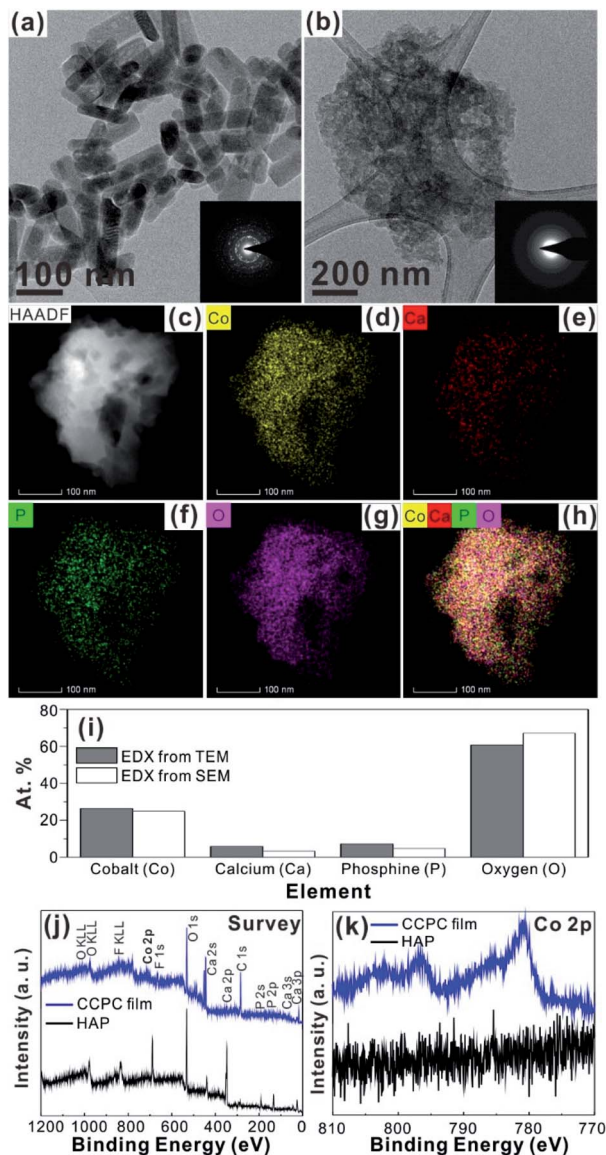 (a)
(b)
100 nm
200 nm
HAADF
(c)
Co
(d)
Ca
(e)
100 nm
100 nm
100 nm
P
(f)
O
(g)
Co Ca P O
(h)
100 nm
100 nm
100 nm
(i)
80
60
40
20
0
At. %
EDX from TEM
EDX from SEM
Cobalt (Co)
Calcium (Ca)
Phosphine (P)
Oxygen (O)
Element
(j)
Survey
O KLL
O KLL
F KLL
Co 2p
F 1s
O 1s
Ca 2s
Ca 2p
C 1s
P 2s
P 2p
Ca 3s
Ca 3p
CCPC film
HAP
Intensity (a. u.)
1200 1000 800 600 400 200 0
Binding Energy (eV)
(k)
Co 2p
CCPC film
HAP
Intensity (a. u.)
810 800 790 780 770
Binding Energy (eV)